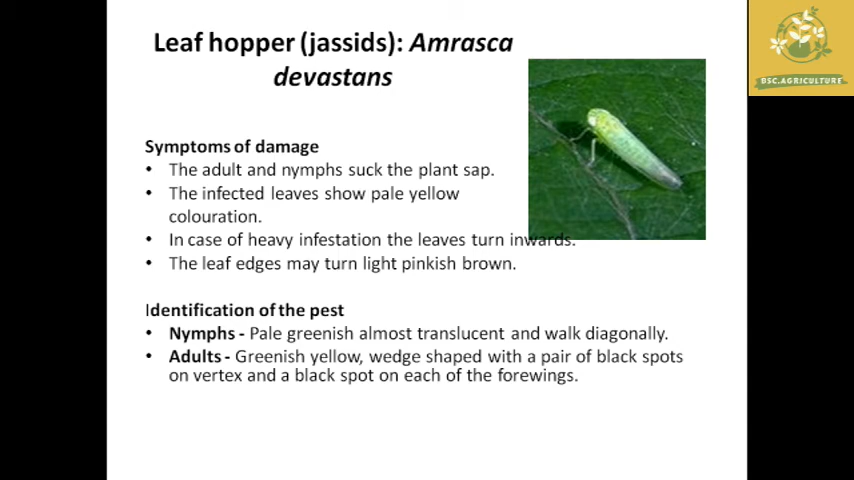 Leaf hopper (jassids): Amrasca
devastans
BSC.AGRICULTURE
Symptoms of damage
• The adult and nymphs suck the plant sap.
• The infected leaves show pale yellow
colouration.
• In case of heavy infestation the leaves turn inwards.
• The leaf edges may turn light pinkish brown.
Identification of the pest
• Nymphs - Pale greenish almost translucent and walk diagonally.
• Adults - Greenish yellow, wedge shaped with a pair of black spots
on vertex and a black spot on each of the forewings.